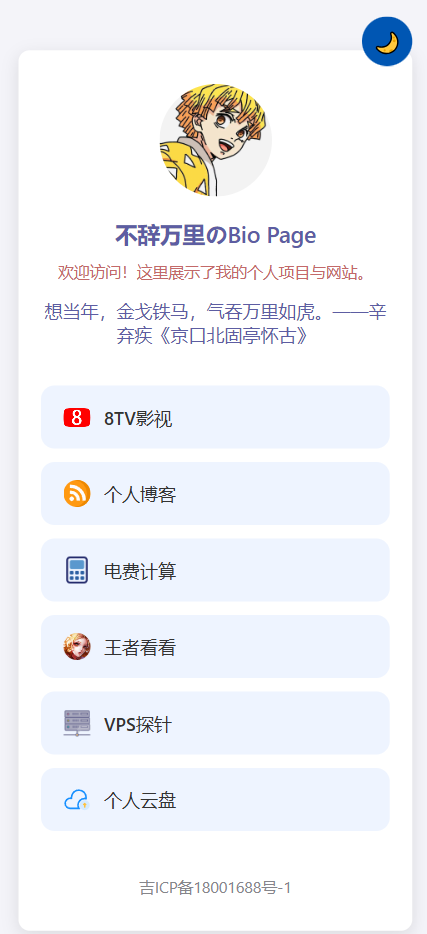 不辞万里のBio Page
欢迎访问！这里展示了我的个人项目与网站。
想当年，金戈铁马，气吞万里如虎。——辛
弃疾《京口北固亭怀古》
8
8TV影视
个人博客
电费计算
王者看看
VPS探针
个人云盘
吉ICP备18001688号-1